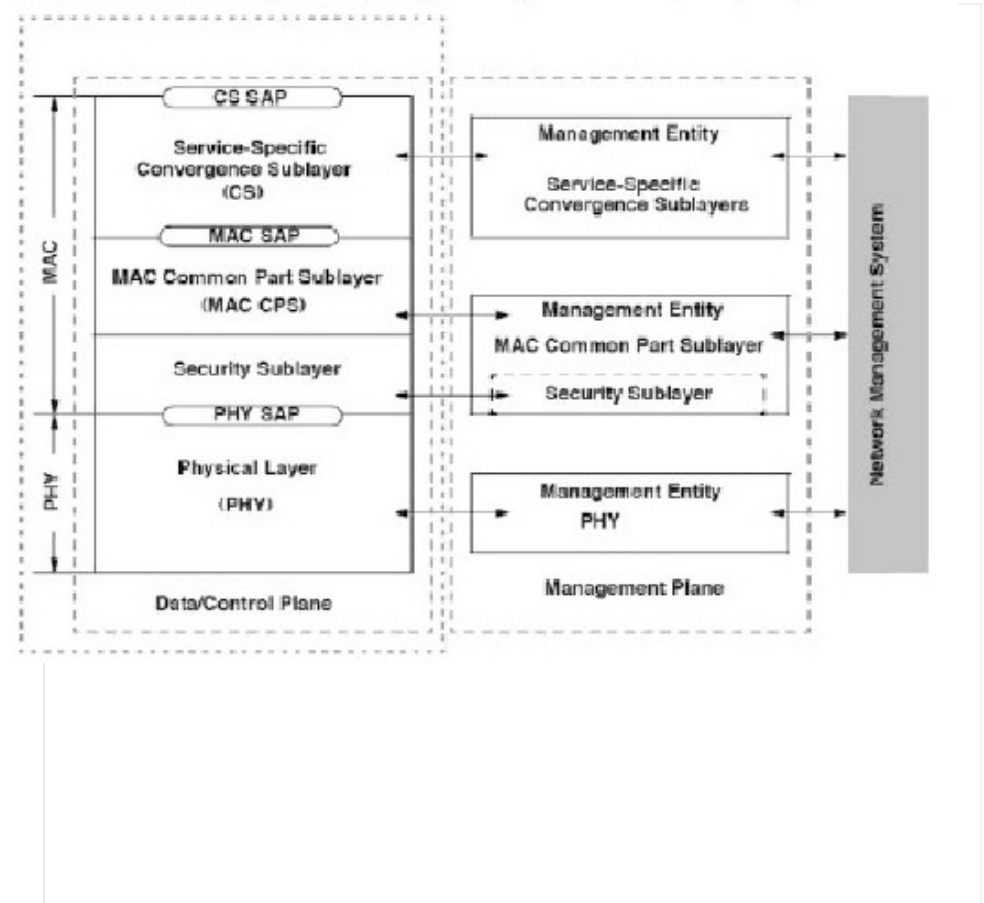 CS SAP
Service-Specific
Convergence Sublayer
(CS)
MAC SAP
MAC Common Part Sublayer
(MAC CPS)
Security Sublayer
PHY SAP
Physical Layer
(PHY)
Data/Control Plane
MAC
PHY
Management Entity
Service-Specific
Convergence Sublayers
Management Entity
MAC Common Part Sublayer
Security Sublayer
Management Entity
PHY
Management Plane
Network Management System